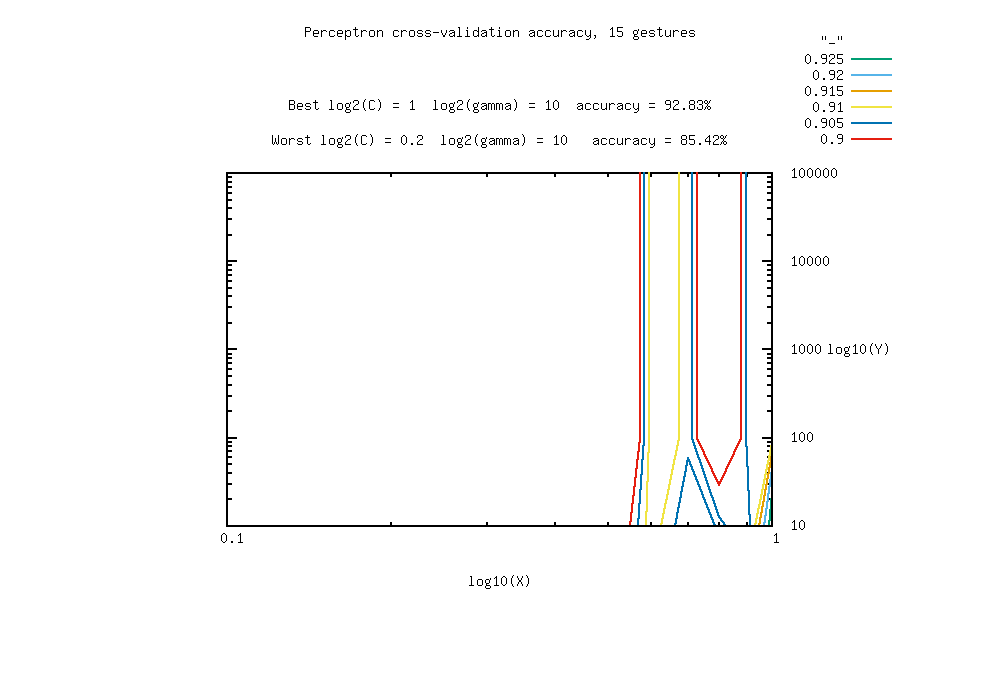 Perceptron cross-validation accuracy, 15 gestures
"_"
0.925
0.92
0.915
0.91
0.905
0.9
Best log2(C) = 1  log2(gamma) = 10  accuracy = 92.83%
Worst log2(C) = 0.2  log2(gamma) = 10   accuracy = 85.42%
100000
10000
1000 log10(Y)
100
10
0.1 1
log10(X)